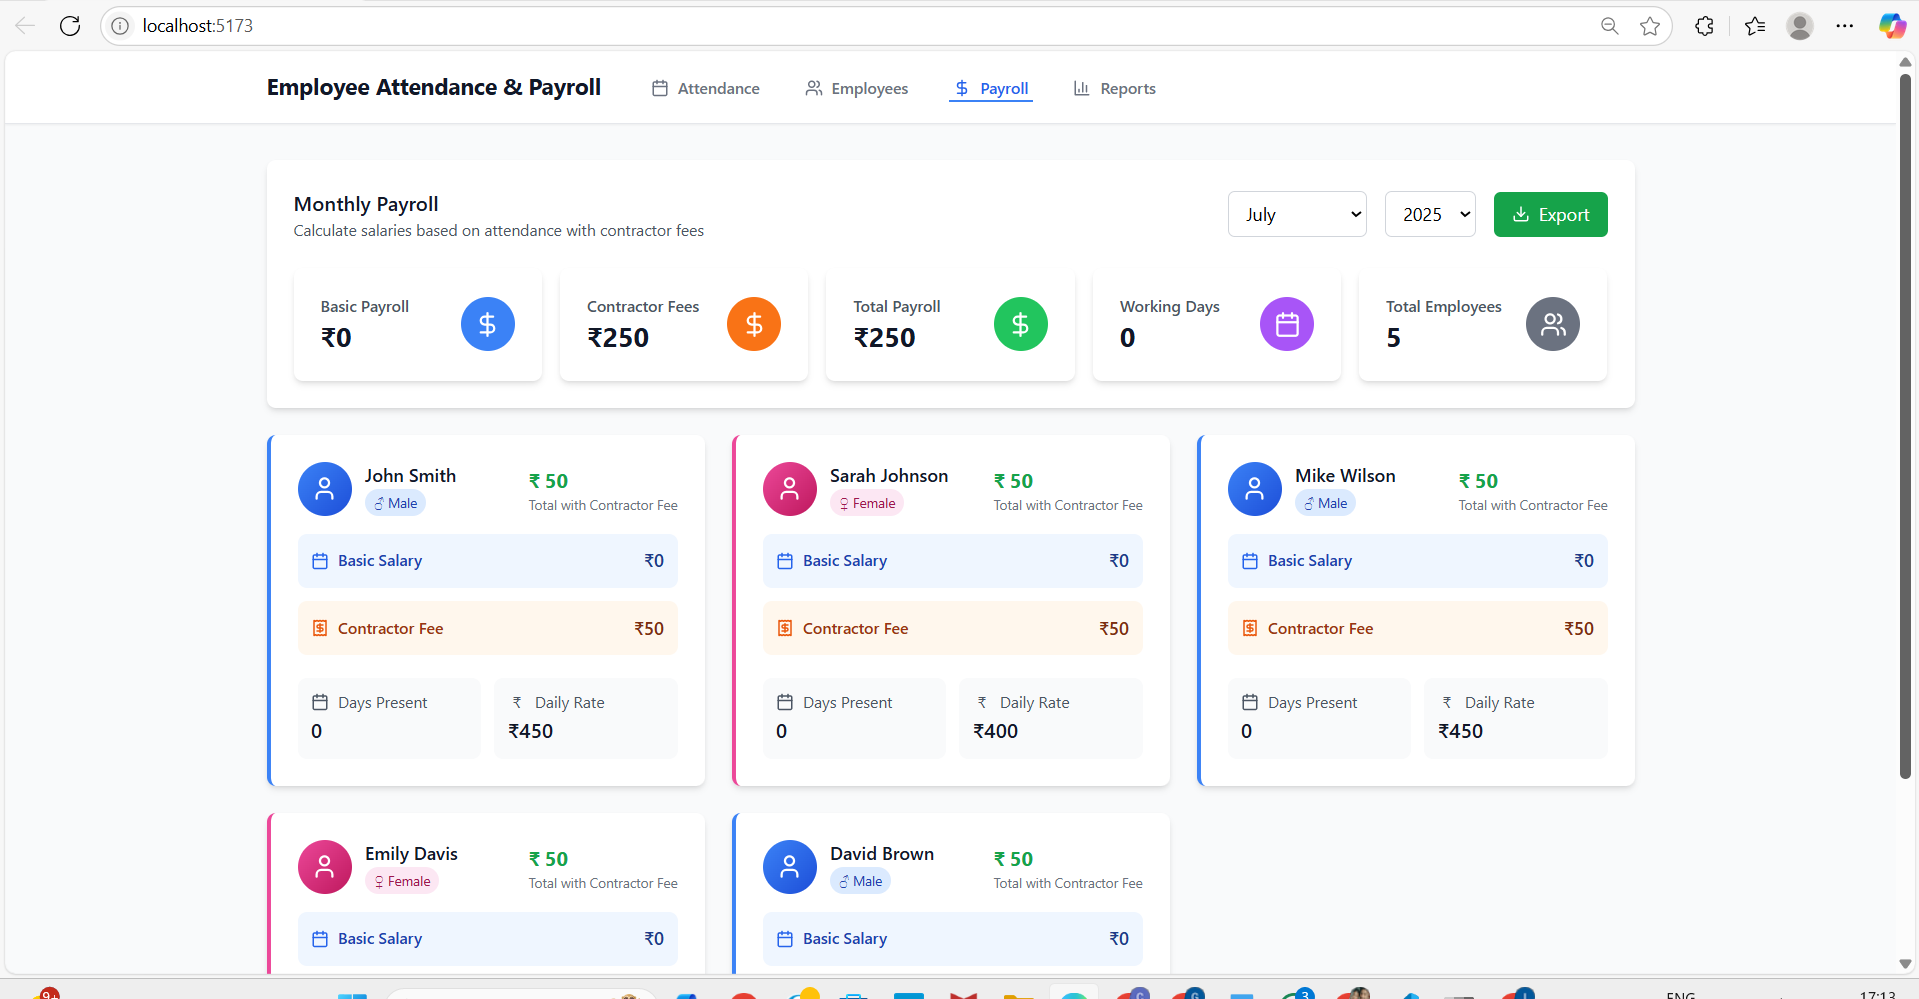 localhost:5173
Employee Attendance & Payroll
Attendance
Employees
Payroll
Reports
Monthly Payroll
Calculate salaries based on attendance with contractor fees
July
2025
Export
Basic Payroll
₹0
Contractor Fees
₹250
Total Payroll
₹250
Working Days
0
Total Employees
5
John Smith
♂ Male
₹ 50
Total with Contractor Fee
Basic Salary
₹0
Contractor Fee
₹50
Days Present
0
₹ Daily Rate
₹450
Sarah Johnson
♀ Female
₹ 50
Total with Contractor Fee
Basic Salary
₹0
Contractor Fee
₹50
Days Present
0
₹ Daily Rate
₹400
Mike Wilson
♂ Male
₹ 50
Total with Contractor Fee
Basic Salary
₹0
Contractor Fee
₹50
Days Present
0
₹ Daily Rate
₹450
Emily Davis
♀ Female
₹ 50
Total with Contractor Fee
Basic Salary
₹0
David Brown
♂ Male
₹ 50
Total with Contractor Fee
Basic Salary
₹0
9+
C
G
3
ENG
17:13